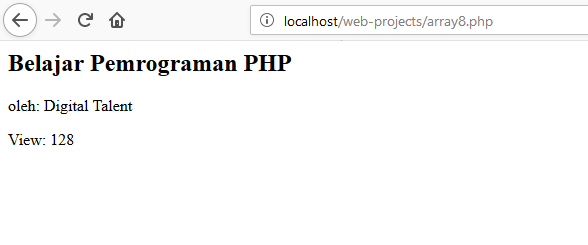 localhost/web-projects/array8.php
Belajar Pemrograman PHP
oleh: Digital Talent
View: 128